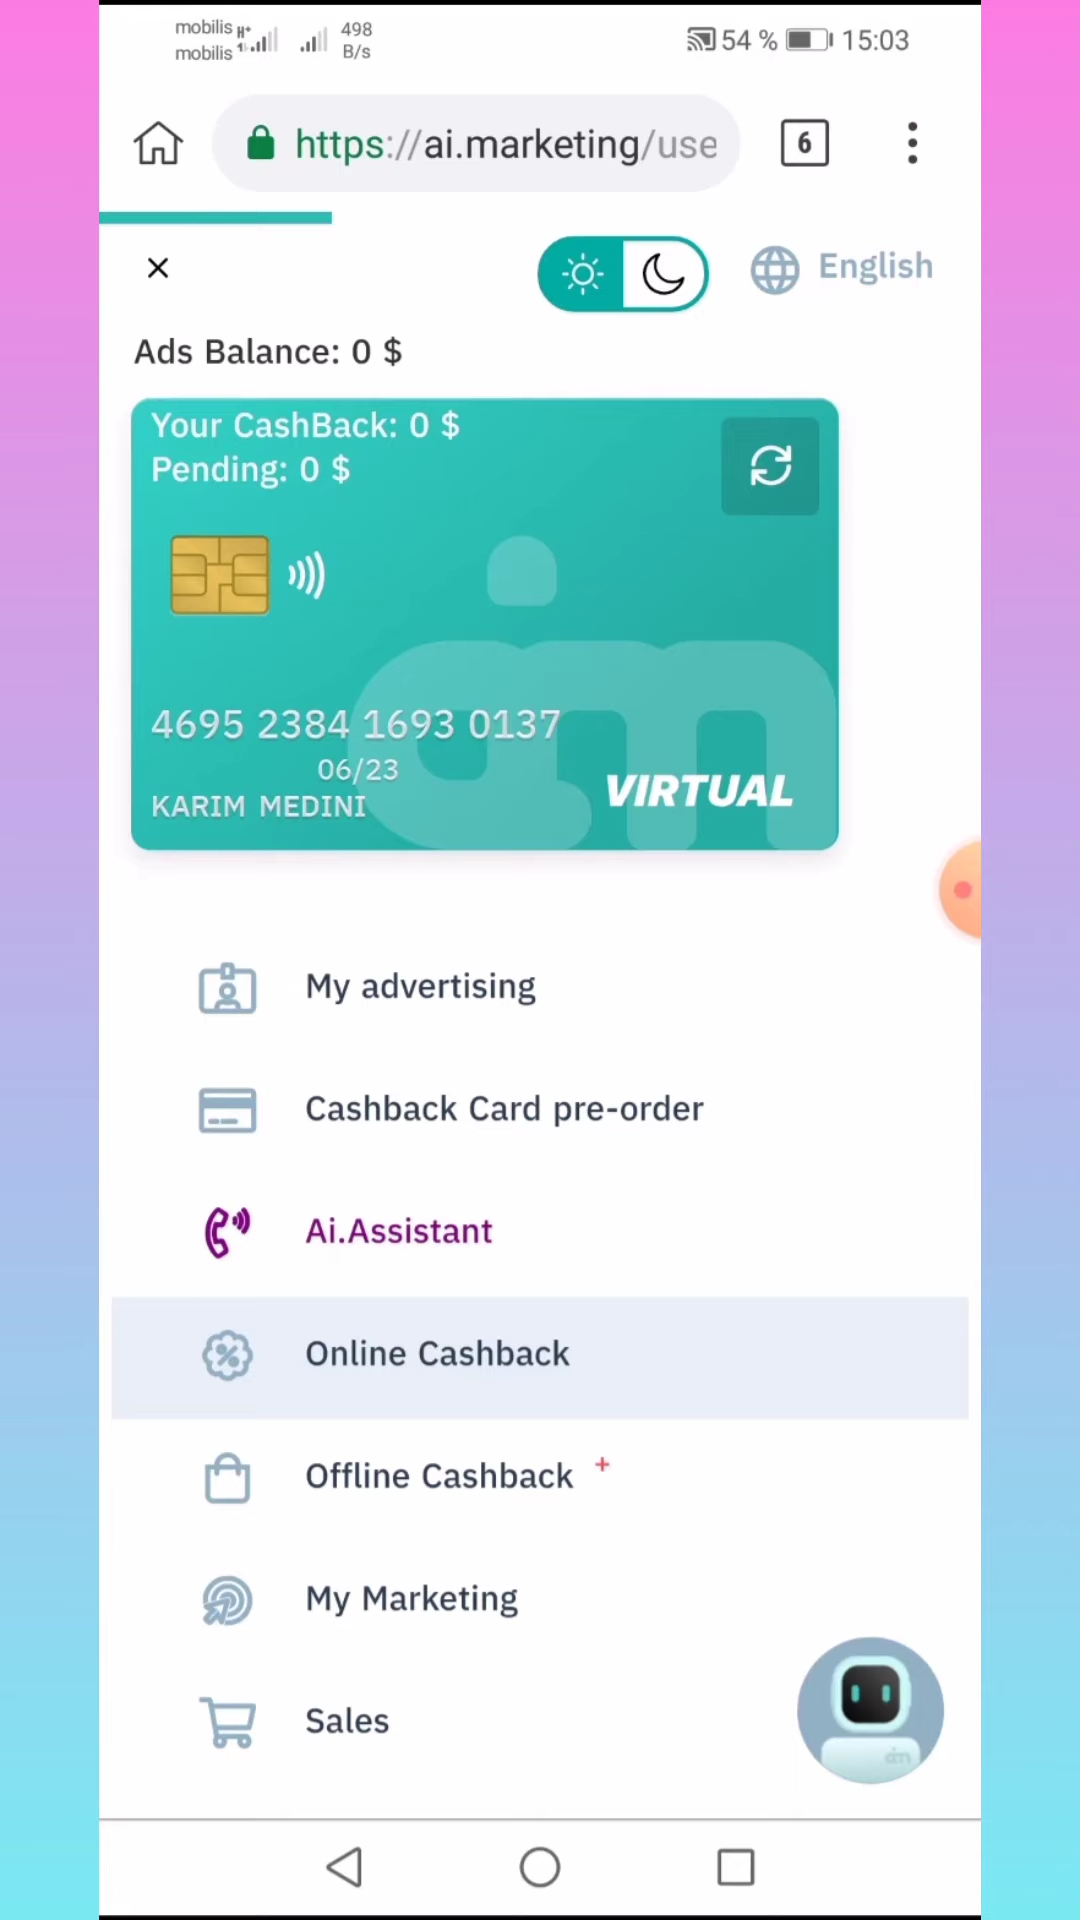 mobilis H+
mobilis
498
B/s
54 %
15:03
https://ai.marketing/use
6
English
Ads Balance: 0 $
Your CashBack: 0 $
Pending: 0 $
4695 2384 1693 0137
06/23
KARIM MEDINI
VIRTUAL
My advertising
Cashback Card pre-order
Ai.Assistant
Online Cashback
Offline Cashback +
My Marketing
Sales